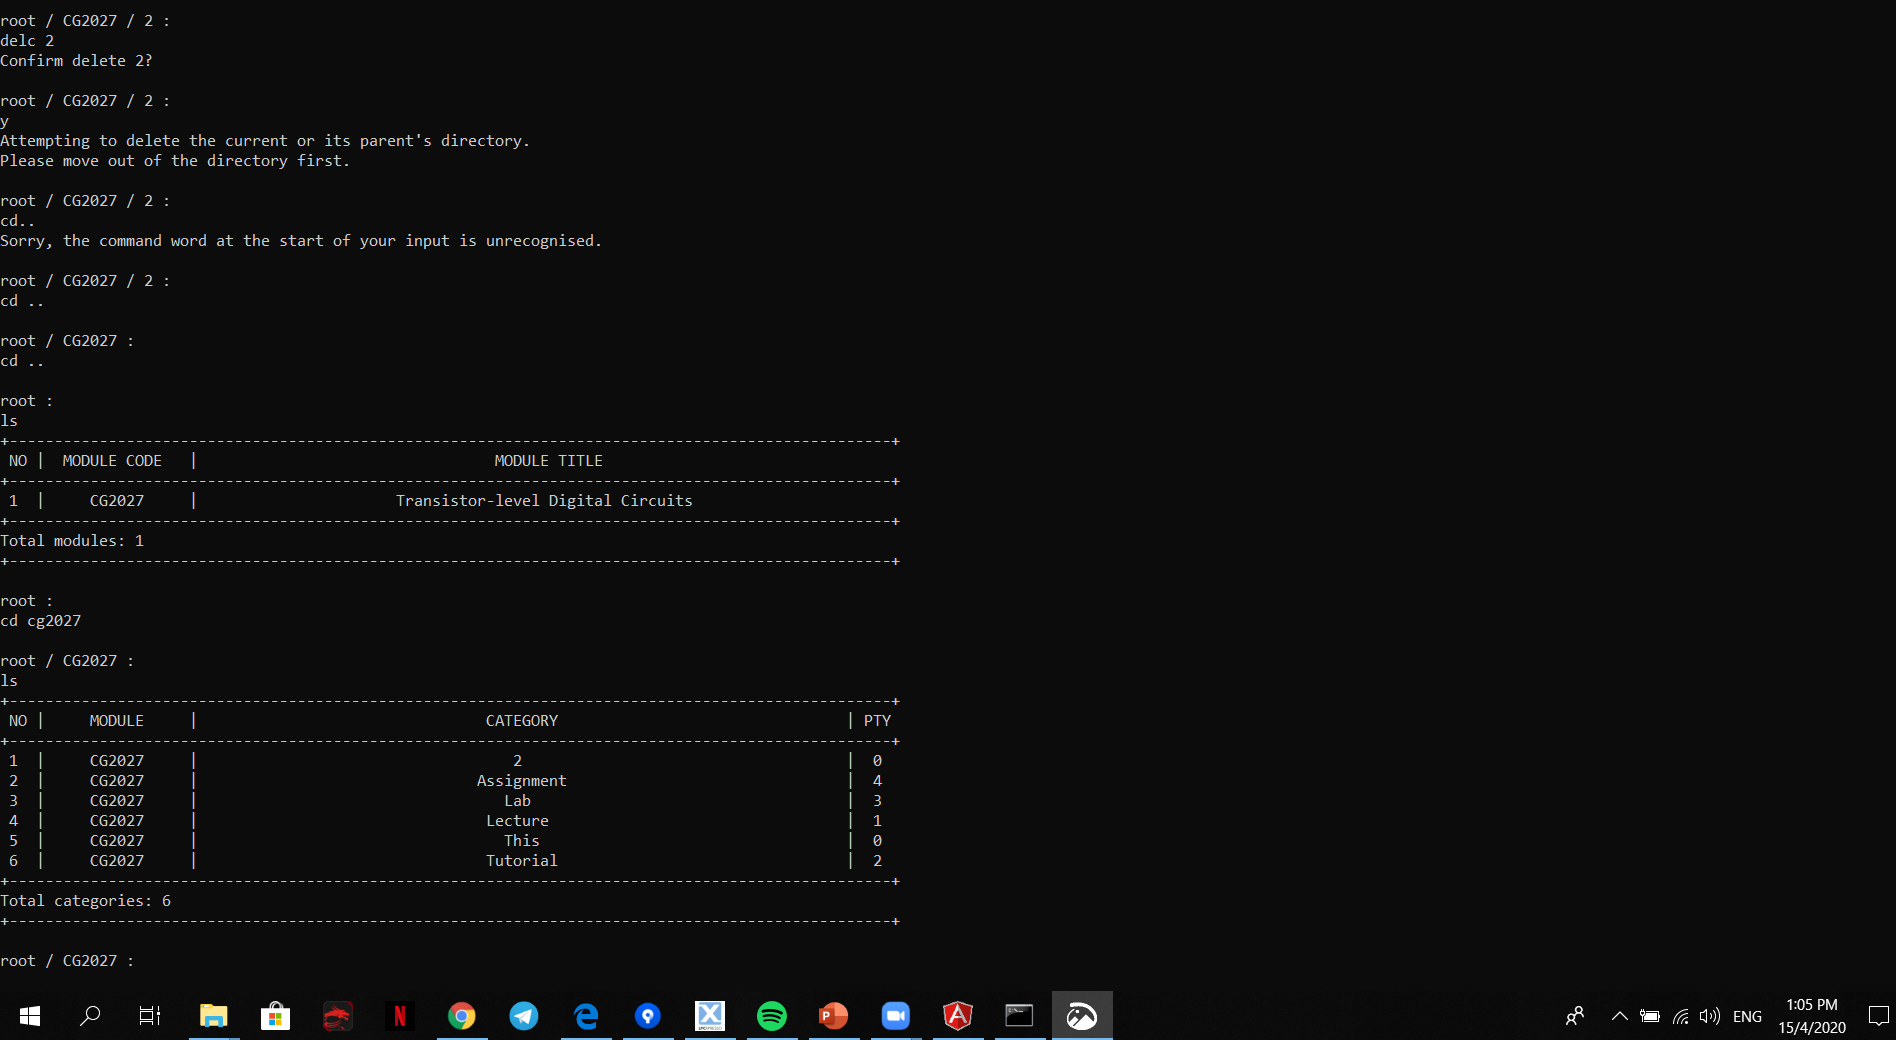 root / CG2027 / 2 :
delc 2
Confirm delete 2?
root / CG2027 / 2 :
y
Attempting to delete the current or its parent's directory.
Please move out of the directory first.
root / CG2027 / 2 :
cd..
Sorry, the command word at the start of your input is unrecognised.
root / CG2027 / 2 :
cd ..
root / CG2027 :
cd ..
root :
ls
+--------------------------------------------------------------------------------------------------+
NO | MODULE CODE | MODULE TITLE
+--------------------------------------------------------------------------------------------------+
1 | CG2027 | Transistor-level Digital Circuits
+--------------------------------------------------------------------------------------------------+
Total modules: 1
+--------------------------------------------------------------------------------------------------+
root :
cd cg2027
root / CG2027 :
ls
+--------------------------------------------------------------------------------------------------+
NO | MODULE | CATEGORY | PTY
+--------------------------------------------------------------------------------------------------+
1 | CG2027 | 2 | 0
2 | CG2027 | Assignment | 4
3 | CG2027 | Lab | 3
4 | CG2027 | Lecture | 1
5 | CG2027 | This | 0
6 | CG2027 | Tutorial | 2
+--------------------------------------------------------------------------------------------------+
Total categories: 6
+--------------------------------------------------------------------------------------------------+
root / CG2027 :
ENG
1:05 PM
15/4/2020